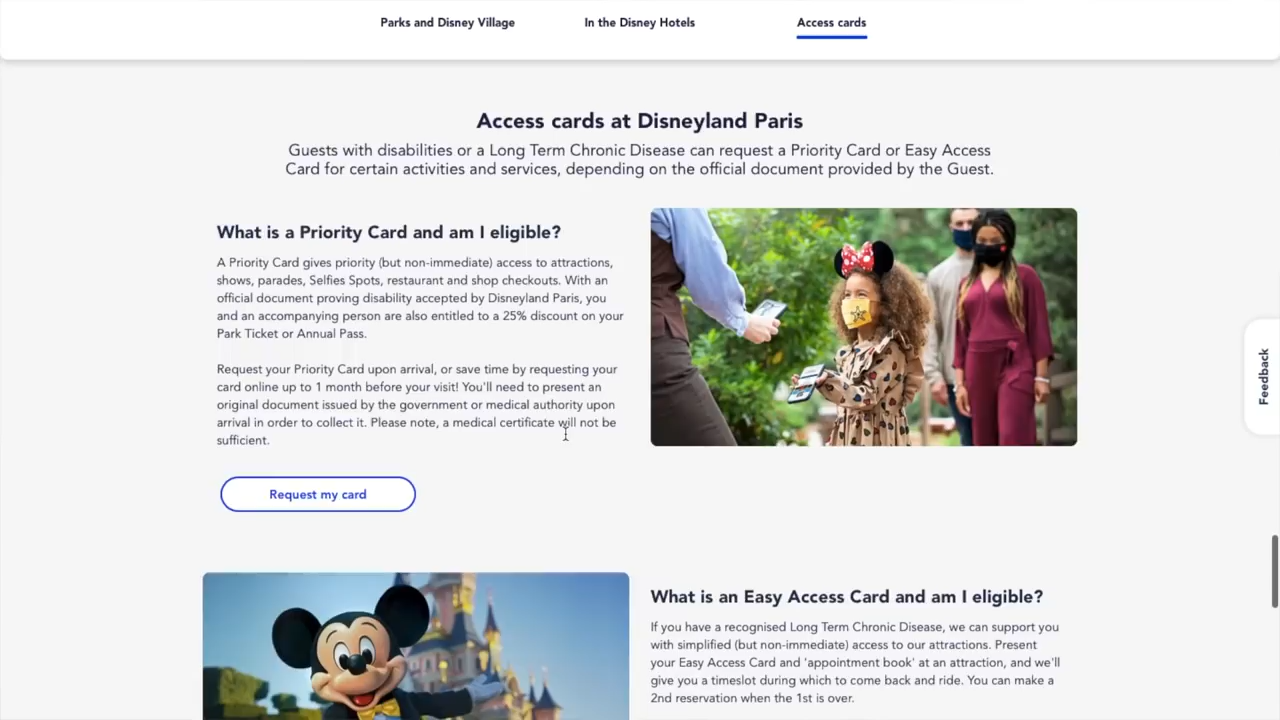 Parks and Disney Village
In the Disney Hotels
Access cards
Access cards at Disneyland Paris
Guests with disabilities or a Long Term Chronic Disease can request a Priority Card or Easy Access
Card for certain activities and services, depending on the official document provided by the Guest.
What is a Priority Card and am I eligible?
A Priority Card gives priority (but non-immediate) access to attractions,
shows, parades, Selfies Spots, restaurant and shop checkouts. With an
official document proving disability accepted by Disneyland Paris, you
and an accompanying person are also entitled to a 25% discount on your
Park Ticket or Annual Pass.
Request your Priority Card upon arrival, or save time by requesting your
card online up to 1 month before your visit! You'll need to present an
original document issued by the government or medical authority upon
arrival in order to collect it. Please note, a medical certificate will not be
sufficient.
Request my card
Feedback
What is an Easy Access Card and am I eligible?
If you have a recognised Long Term Chronic Disease, we can support you
with simplified (but non-immediate) access to our attractions. Present
your Easy Access Card and 'appointment book' at an attraction, and we'll
give you a timeslot during which to come back and ride. You can make a
2nd reservation when the 1st is over.